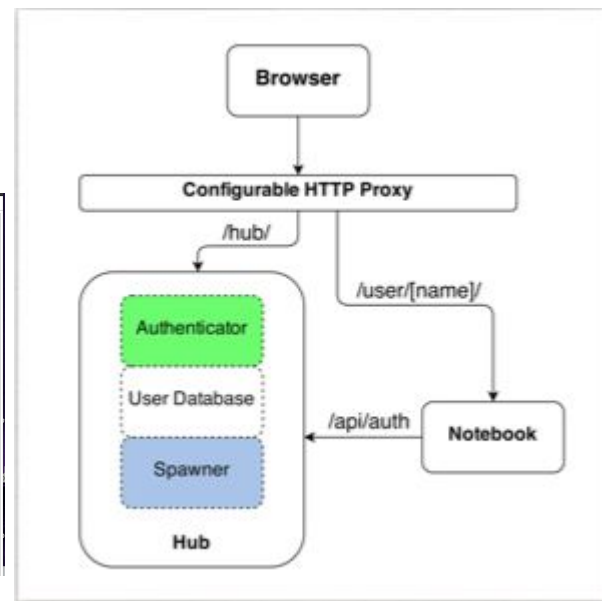 Browser
Configurable HTTP Proxy
/hub/
/user/[name]/
Authenticator
User Database
/api/auth
Notebook
Spawner
Hub